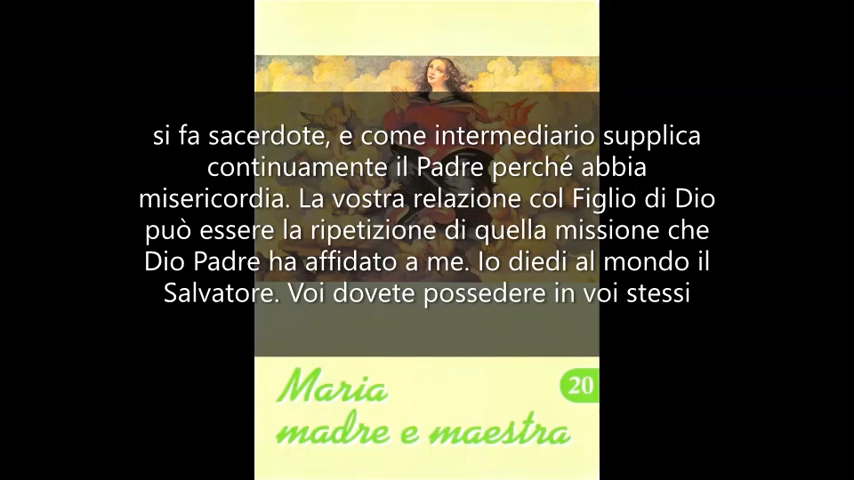 si fa sacerdote, e come intermediario supplica
continuamente il Padre perché abbia
misericordia. La vostra relazione col Figlio di Dio
può essere la ripetizione di quella missione che
Dio Padre ha affidato a me. Io diedi al mondo il
Salvatore. Voi dovete possedere in voi stessi
20
Maria
madre e maestra